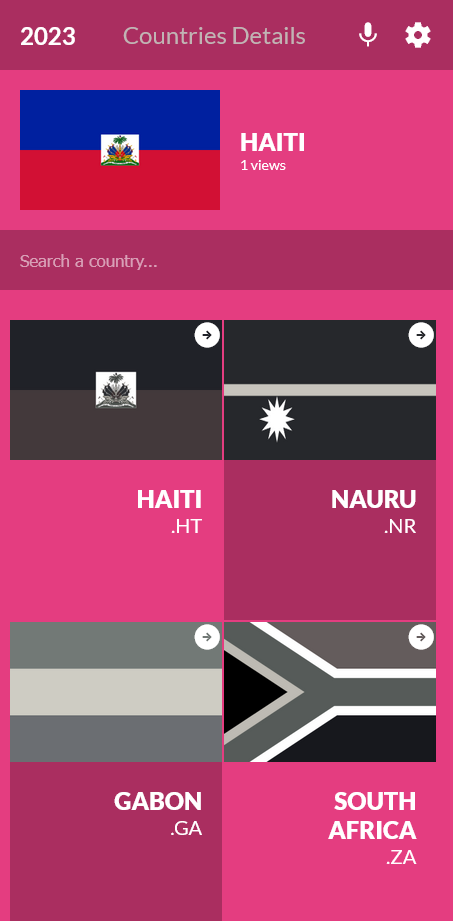 2023
Countries Details
HAITI
1 views
Search a country...
HAITI
.HT
NAURU
.NR
GABON
.GA
SOUTH
AFRICA
.ZA